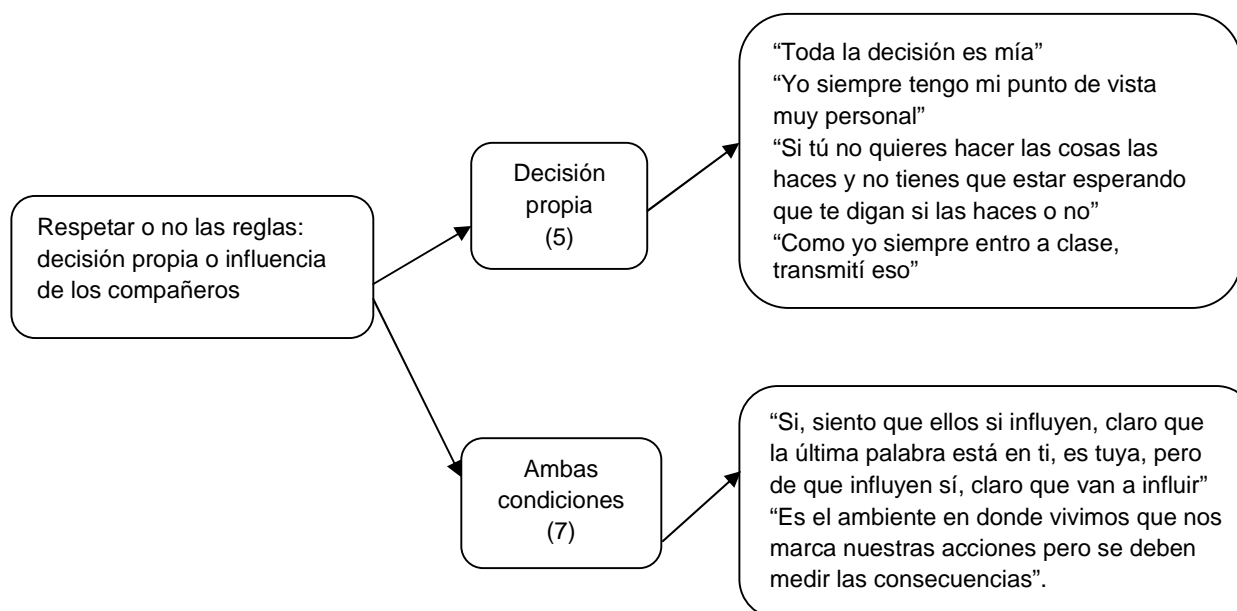 Respetar o no las reglas:
decisión propia o influencia
de los compañeros
Decisión
propia
(5)
“Toda la decisión es mía”
“Yo siempre tengo mi punto de vista
muy personal”
“Si tú no quieres hacer las cosas las
haces y no tienes que estar esperando
que te digan si las haces o no”
“Como yo siempre entro a clase,
transmití eso”
Ambas
condiciones
(7)
“Si, siento que ellos si influyen, claro que
la última palabra está en ti, es tuya, pero
de que influyen sí, claro que van a influir”
“Es el ambiente en donde vivimos que nos
marca nuestras acciones pero se deben
medir las consecuencias”.